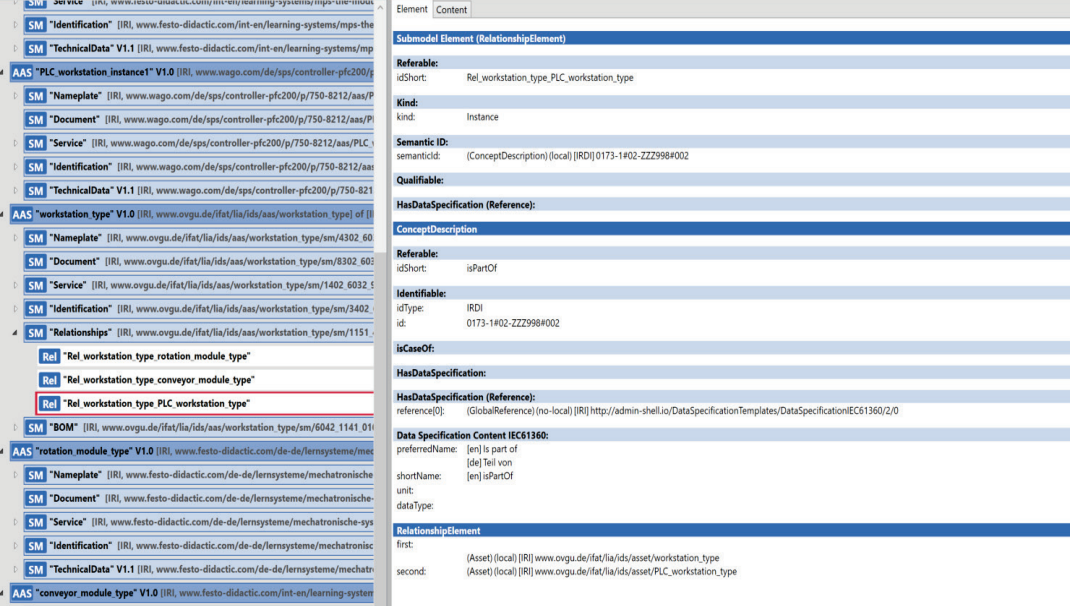 SM "Service" [IRI, www.festo-didactic.com/int-en/learning-systems/mps-the-modu
SM "Identification" [IRI, www.festo-didactic.com/int-en/learning-systems/mps-the
SM "TechnicalData" V1.1 [IRI, www.festo-didactic.com/int-en/learning-systems/mp
AAS "PLC_workstation_instance1" V1.0 [IRI, www.wago.com/de/sps/controller-pfc200/p
SM "Nameplate" [IRI, www.wago.com/de/sps/controller-pfc200/p/750-8212/aas/P
SM "Document" [IRI, www.wago.com/de/sps/controller-pfc200/p/750-8212/aas/Pl
SM "Service" [IRI, www.wago.com/de/sps/controller-pfc200/p/750-8212/aas/PLC_
SM "Identification" [IRI, www.wago.com/de/sps/controller-pfc200/p/750-8212/aas
SM "TechnicalData" V1.1 [IRI, www.wago.com/de/sps/controller-pfc200/p/750-821
AAS "workstation_type" V1.0 [IRI, www.ovgu.de/ifat/lia/ids/aas/workstation_type] of [I
SM "Nameplate" [IRI, www.ovgu.de/ifat/lia/ids/aas/workstation_type/sm/4302_60
SM "Document" [IRI, www.ovgu.de/ifat/lia/ids/aas/workstation_type/sm/8302_603
SM "Service" [IRI, www.ovgu.de/ifat/lia/ids/aas/workstation_type/sm/1402_6032_9
SM "Identification" [IRI, www.ovgu.de/ifat/lia/ids/aas/workstation_type/sm/3402_
SM "Relationships" [IRI, www.ovgu.de/ifat/lia/ids/aas/workstation_type/sm/1151_
Rel "Rel_workstation_type_rotation_module_type"
Rel "Rel_workstation_type_conveyor_module_type"
Rel "Rel_workstation_type_PLC_workstation_type"
SM "BOM" [IRI, www.ovgu.de/ifat/lia/ids/aas/workstation_type/sm/6042_1141_01
AAS "rotation_module_type" V1.0 [IRI, www.festo-didactic.com/de-de/lernsysteme/mec
SM "Nameplate" [IRI, www.festo-didactic.com/de-de/lernsysteme/mechatronische
SM "Document" [IRI, www.festo-didactic.com/de-de/lernsysteme/mechatronische-
SM "Service" [IRI, www.festo-didactic.com/de-de/lernsysteme/mechatronische-sys
SM "Identification" [IRI, www.festo-didactic.com/de-de/lernsysteme/mechatronisc
SM "TechnicalData" V1.1 [IRI, www.festo-didactic.com/de-de/lernsysteme/mechatr
AAS "conveyor_module_type" V1.0 [IRI, www.festo-didactic.com/int-en/learning-system
Element Content
Submodel Element (RelationshipElement)
Referable:
idShort: Rel_workstation_type_PLC_workstation_type
Kind:
kind: Instance
Semantic ID:
semanticId: (ConceptDescription) (local) [IRDI] 0173-1#02-ZZZ998#002
Qualifiable:
HasDataSpecification (Reference):
ConceptDescription
Referable:
idShort: isPartOf
Identifiable:
idType: IRDI
id: 0173-1#02-ZZZ998#002
isCaseOf:
HasDataSpecification:
HasDataSpecification (Reference):
reference[0]: (GlobalReference) (no-local) [IRI] http://admin-shell.io/DataSpecificationTemplates/DataSpecificationIEC61360/2/0
Data Specification Content IEC61360:
preferredName: [en] Is part of
[de] Teil von
shortName: [en] isPartOf
unit:
dataType:
RelationshipElement
first:
(Asset) (local) [IRI] www.ovgu.de/ifat/lia/ids/asset/workstation_type
second: (Asset) (local) [IRI] www.ovgu.de/ifat/lia/ids/asset/PLC_workstation_type